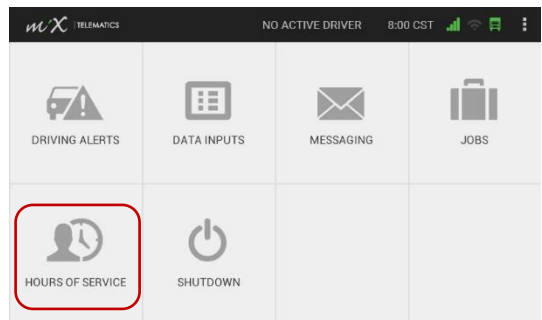 mix TELEMATICS NO ACTIVE DRIVER 8:00 CST
DRIVING ALERTS DATA INPUTS MESSAGING JOBS
HOURS OF SERVICE SHUTDOWN